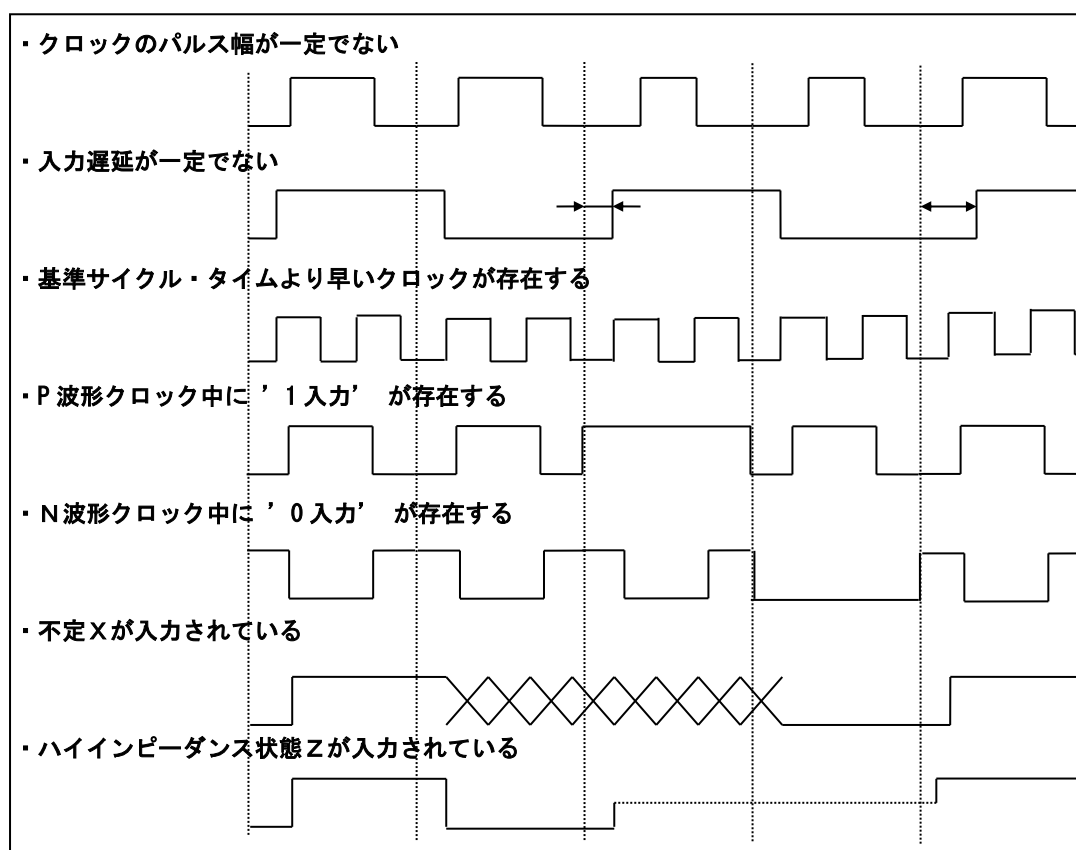 ・クロックのパルス幅が一定でない
・入力遅延が一定でない
・基準サイクル・タイムより早いクロックが存在する
・P波形クロック中に ’1入力’ が存在する
・N波形クロック中に ’0入力’ が存在する
・不定Xが入力されている
・ハイインピーダンス状態Zが入力されている